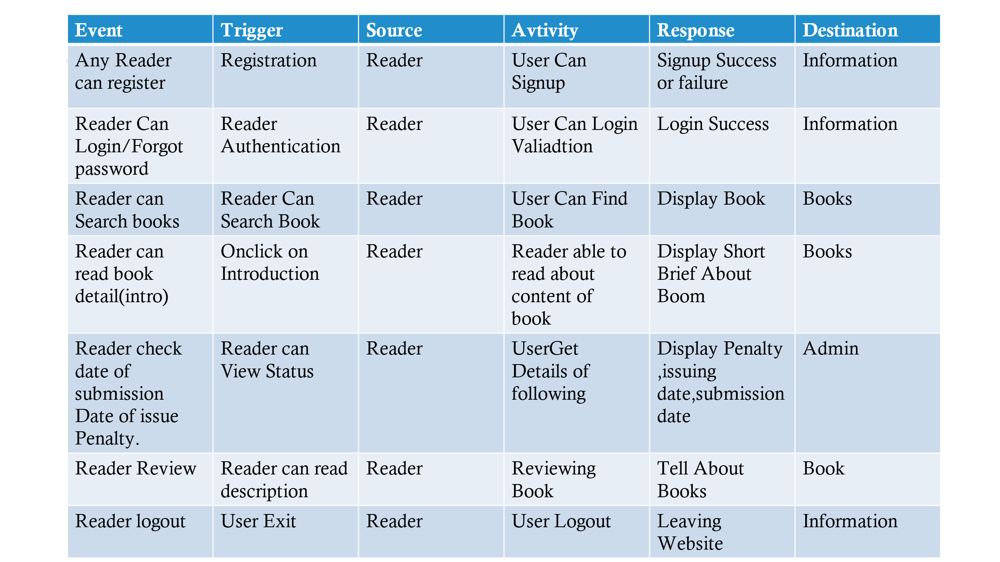 Event Trigger Source Avtivity Response Destination
Any Reader
can register
Registration
Reader
User Can
Signup
Signup Success
or failure
Information
Reader Can
Login/Forgot
password
Reader
Authentication
Reader
User Can Login
Valiadtion
Login Success
Information
Reader can
Search books
Reader Can
Search Book
Reader
User Can Find
Book
Display Book
Books
Reader can
read book
detail(intro)
Onclick on
Introduction
Reader
Reader able to
read about
content of
book
Display Short
Brief About
Boom
Books
Reader check
date of
submission
Date of issue
Penalty.
Reader can
View Status
Reader
UserGet
Details of
following
Display Penalty
,issuing
date,submission
date
Admin
Reader Review
Reader can read
description
Reader
Reviewing
Book
Tell About
Books
Book
Reader logout
User Exit
Reader
User Logout
Leaving
Website
Information